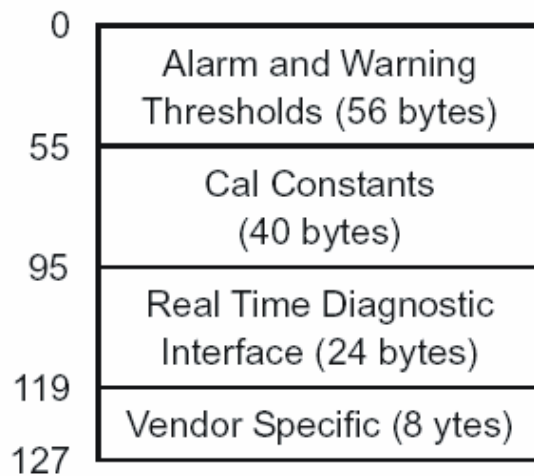 0
Alarm and Warning
Thresholds (56 bytes)
55
Cal Constants
(40 bytes)
95
Real Time Diagnostic
Interface (24 bytes)
119
Vendor Specific (8 ytes)
127